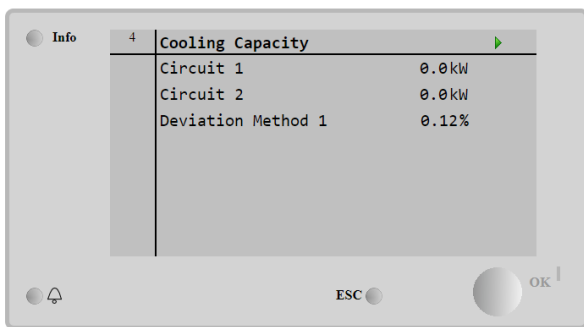 Info
4 Cooling Capacity
Circuit 1 0.0kW
Circuit 2 0.0kW
Deviation Method 1 0.12%
ESC
OK